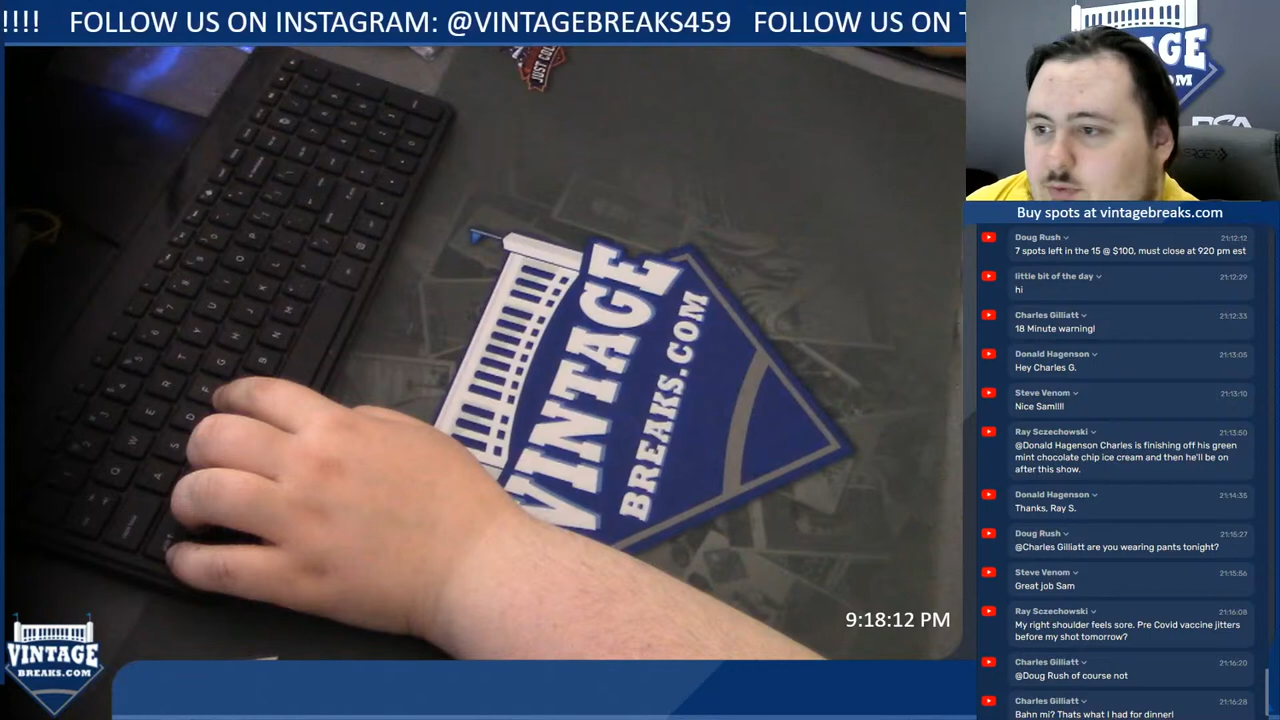 !!!! FOLLOW US ON INSTAGRAM: @VINTAGEBREAKS459 FOLLOW US ON
JUST
VINTAGE
BREAKS.COM
9:18:12 PM
VINTAGE
BREAKS.COM
Buy spots at vintagebreaks.com
Doug Rush 21:12:12
7 spots left in the 15 @ $100, must close at 920 pm est
little bit of the day 21:12:29
hi
Charles Gilliatt 21:12:33
18 Minute warning!
Donald Hagenson 21:13:05
Hey Charles G.
Steve Venom 21:13:10
Nice Sam!!!!
Ray Sczechowski 21:13:50
@Donald Hagenson Charles is finishing off his green
mint chocolate chip ice cream and then he'll be on
after this show.
Donald Hagenson 21:14:35
Thanks, Ray S.
Doug Rush 21:15:27
@Charles Gilliatt are you wearing pants tonight?
Steve Venom 21:15:56
Great job Sam
Ray Sczechowski 21:16:08
My right shoulder feels sore. Pre Covid vaccine jitters
before my shot tomorrow?
Charles Gilliatt 21:16:20
@Doug Rush of course not
Charles Gilliatt 21:16:28
Bahn mi? Thats what I had for dinner!